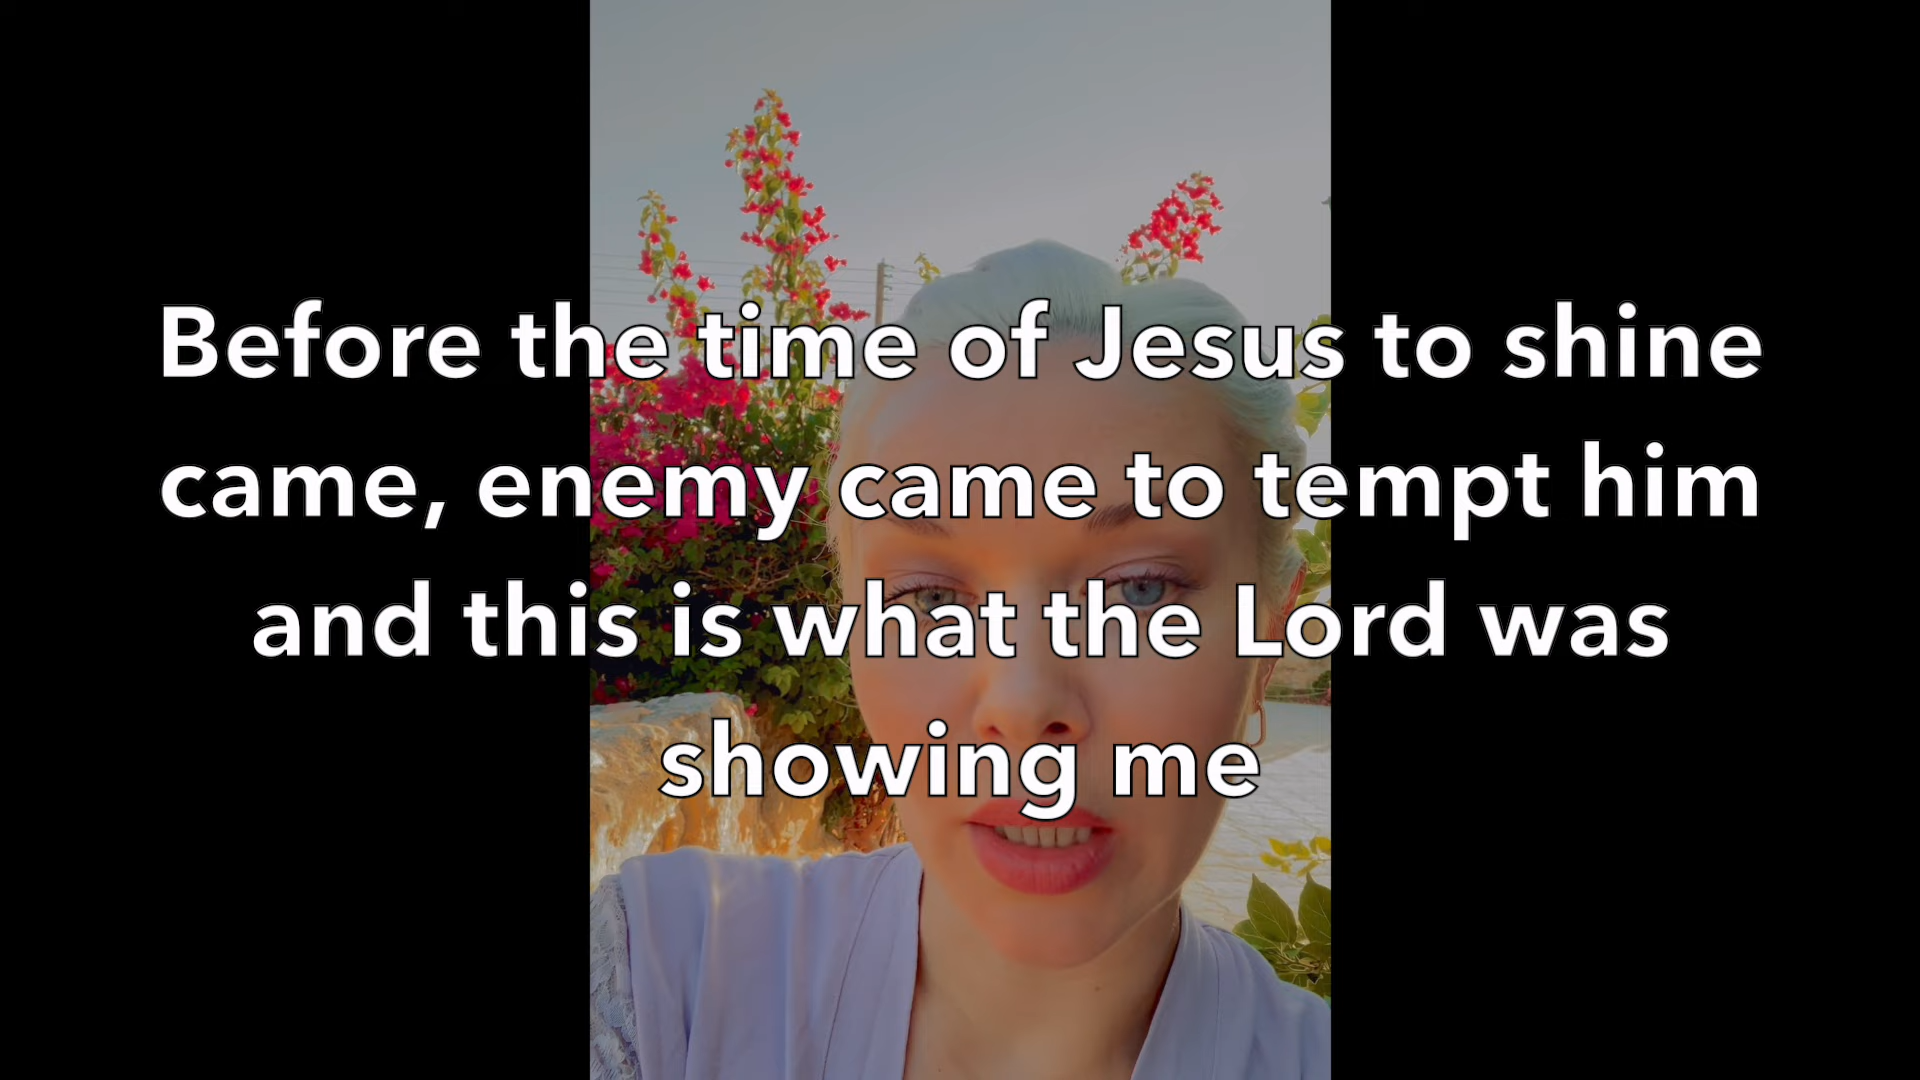 Before the time of Jesus to shine
came, enemy came to tempt him
and this is what the Lord was
showing me